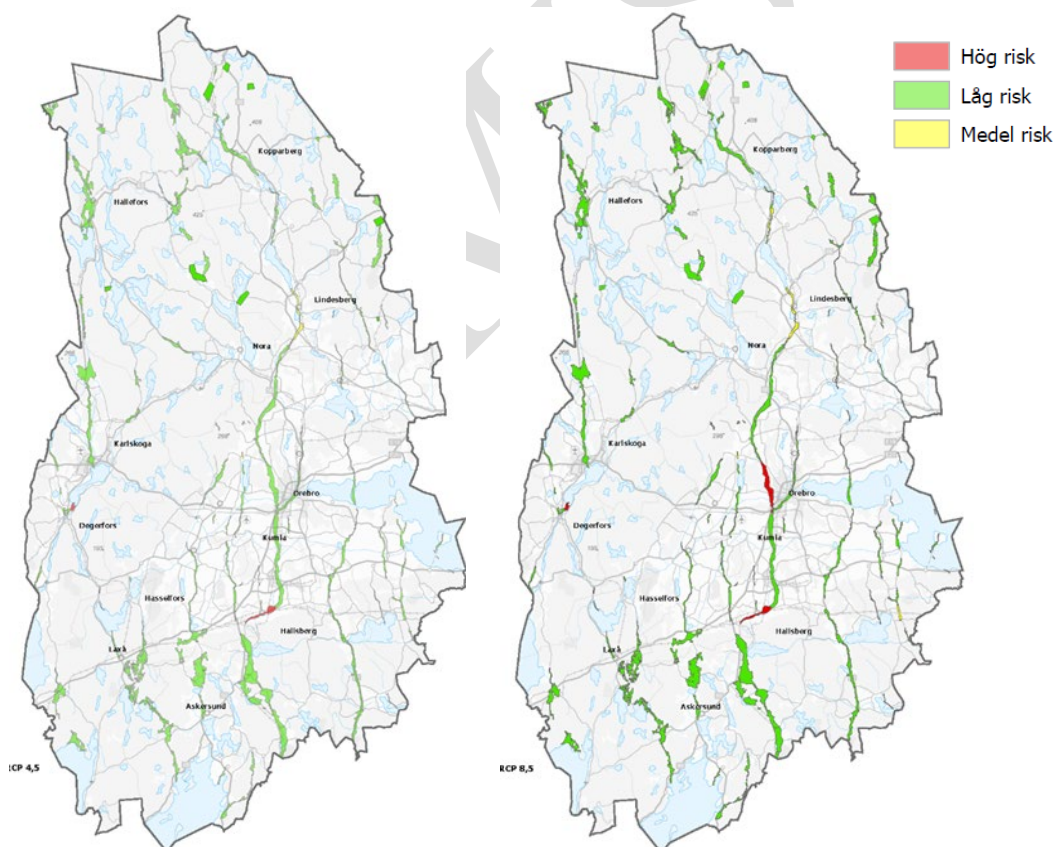 Hög risk
Låg risk
Medel risk
Kopparberg
Hällefors
Lindesberg
Nora
Karlskoga
Örebro
Degerfors
Kumla
Hasselfors
Hallsberg
Laxå
Askersund
RCP 4,5
Kopparberg
Hällefors
Lindesberg
Nora
Karlskoga
Örebro
Degerfors
Kumla
Hasselfors
Hallsberg
Laxå
Askersund
RCP 8,5